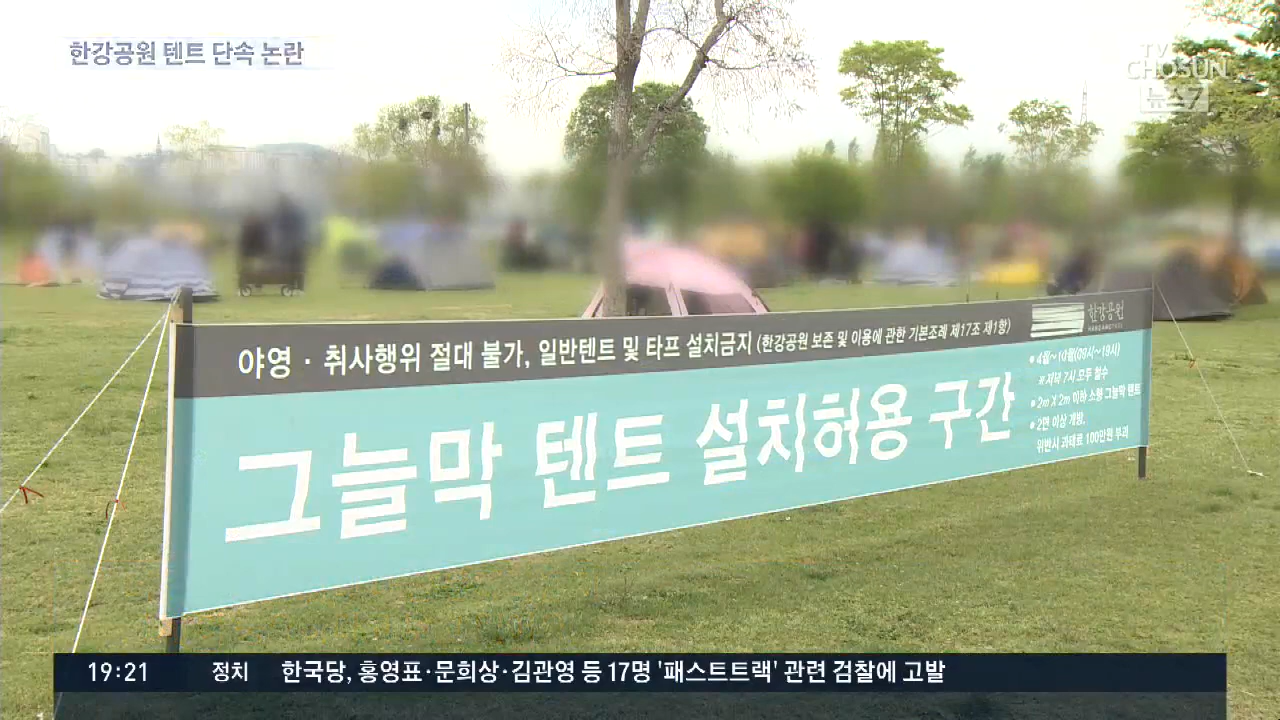 한강공원 텐트 단속 논란
TV CHOSUN
뉴스7
야영 · 취사행위 절대 불가, 일반텐트 및 타프 설치금지 (한강공원 보존 및 이용에 관한 기본조례 제17조 제1항)
한강공원
그늘막 텐트 설치허용 구간
● 4월~10월(09시~19시)
※저녁 7시 모두 철수
● 2m X 2m 이하 소형 그늘막 텐트
● 2면 이상 개방,
위반시 과태료 100만원 부과
19:21 정치 한국당, 홍영표·문희상·김관영 등 17명 '패스트트랙' 관련 검찰에 고발